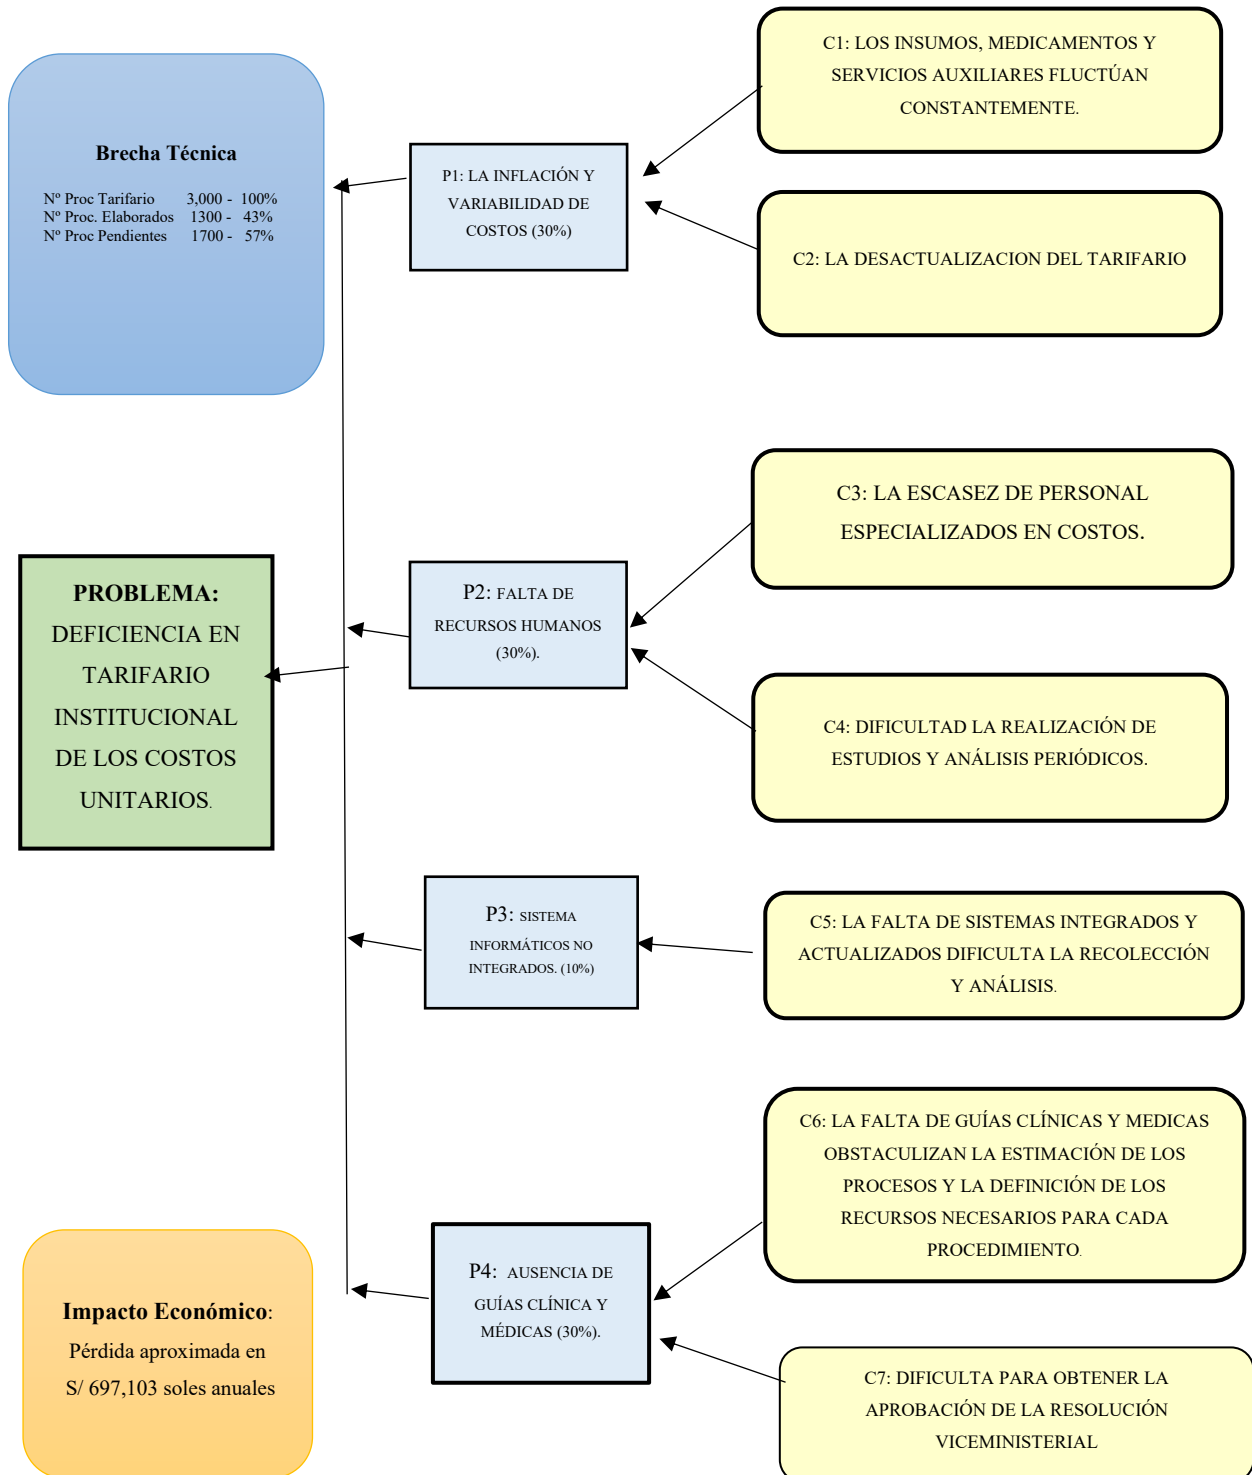 Brecha Técnica
Nº Proc Tarifario 3,000 - 100%
Nº Proc. Elaborados 1300 - 43%
Nº Proc Pendientes 1700 - 57%
P1: LA INFLACIÓN Y
VARIABILIDAD DE
COSTOS (30%)
C1: LOS INSUMOS, MEDICAMENTOS Y
SERVICIOS AUXILIARES FLUCTÚAN
CONSTANTEMENTE.
C2: LA DESACTUALIZACION DEL TARIFARIO
PROBLEMA:
DEFICIENCIA EN
TARIFARIO
INSTITUCIONAL
DE LOS COSTOS
UNITARIOS.
P2: FALTA DE
RECURSOS HUMANOS
(30%).
C3: LA ESCASEZ DE PERSONAL
ESPECIALIZADOS EN COSTOS.
C4: DIFICULTAD LA REALIZACIÓN DE
ESTUDIOS Y ANÁLISIS PERIÓDICOS.
P3: SISTEMA
INFORMÁTICOS NO
INTEGRADOS. (10%)
C5: LA FALTA DE SISTEMAS INTEGRADOS Y
ACTUALIZADOS DIFICULTA LA RECOLECCIÓN
Y ANÁLISIS.
Impacto Económico:
Pérdida aproximada en
S/ 697,103 soles anuales
P4: AUSENCIA DE
GUÍAS CLÍNICA Y
MÉDICAS (30%).
C6: LA FALTA DE GUÍAS CLÍNICAS Y MEDICAS
OBSTACULIZAN LA ESTIMACIÓN DE LOS
PROCESOS Y LA DEFINICIÓN DE LOS
RECURSOS NECESARIOS PARA CADA
PROCEDIMIENTO.
C7: DIFICULTA PARA OBTENER LA
APROBACIÓN DE LA RESOLUCIÓN
VICEMINISTERIAL